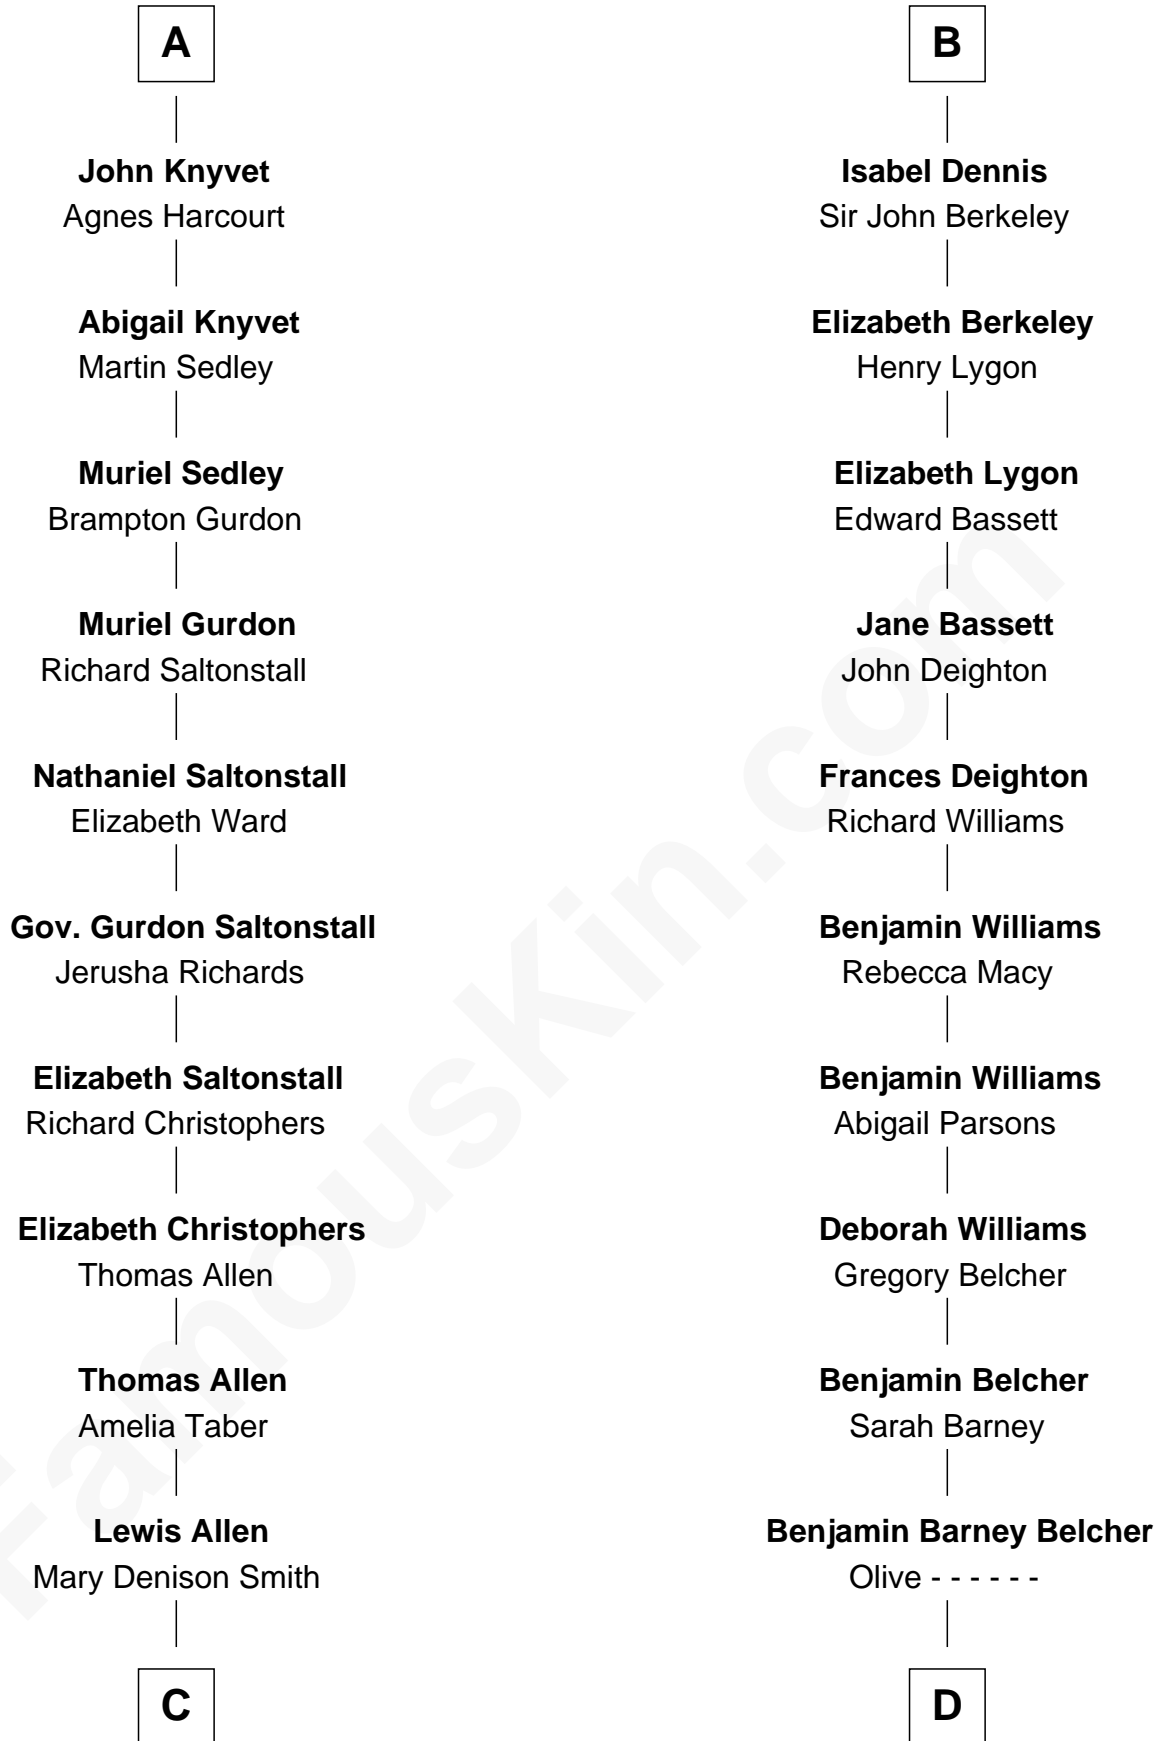 A
John Knyvet
Agnes Harcourt
Abigail Knyvet
Martin Sedley
Muriel Sedley
Brampton Gurdon
Muriel Gurdon
Richard Saltonstall
Nathaniel Saltonstall
Elizabeth Ward
Gov. Gurdon Saltonstall
Jerusha Richards
Elizabeth Saltonstall
Richard Christophers
Elizabeth Christophers
Thomas Allen
Thomas Allen
Amelia Taber
Lewis Allen
Mary Denison Smith
C
B
Isabel Dennis
Sir John Berkeley
Elizabeth Berkeley
Henry Lygon
Elizabeth Lygon
Edward Bassett
Jane Bassett
John Deighton
Frances Deighton
Richard Williams
Benjamin Williams
Rebecca Macy
Benjamin Williams
Abigail Parsons
Deborah Williams
Gregory Belcher
Benjamin Belcher
Sarah Barney
Benjamin Barney Belcher
Olive - - - - - -
D
FamousKin.com